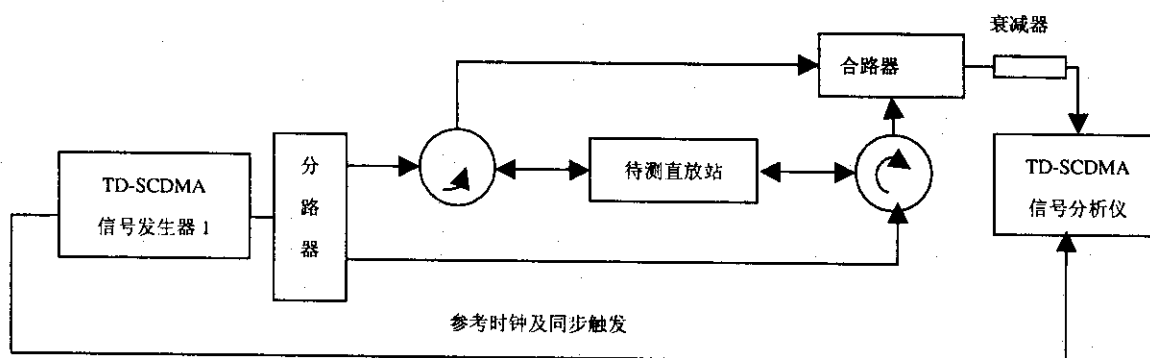 衰减器
合路器
分
路
器
TD-SCDMA
信号发生器 1
待测直放站
TD-SCDMA
信号分析仪
参考时钟及同步触发